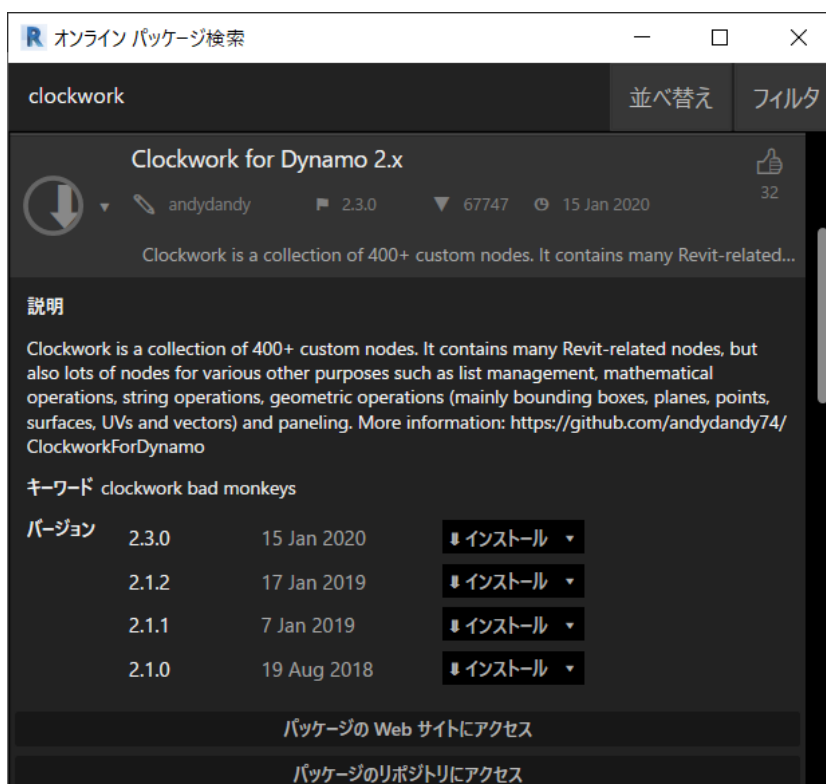 オンライン パッケージ検索
clockwork 並べ替え フィルタ
Clockwork for Dynamo 2.x
andydandy 2.3.0 67747 15 Jan 2020 32
Clockwork is a collection of 400+ custom nodes. It contains many Revit-related...
説明
Clockwork is a collection of 400+ custom nodes. It contains many Revit-related nodes, but
also lots of nodes for various other purposes such as list management, mathematical
operations, string operations, geometric operations (mainly bounding boxes, planes, points,
surfaces, UVs and vectors) and paneling. More information: https://github.com/andydandy74/
ClockworkForDynamo
キーワード clockwork bad monkeys
バージョン 2.3.0 15 Jan 2020 インストール
2.1.2 17 Jan 2019 インストール
2.1.1 7 Jan 2019 インストール
2.1.0 19 Aug 2018 インストール
パッケージの Web サイトにアクセス
パッケージのリポジトリにアクセス